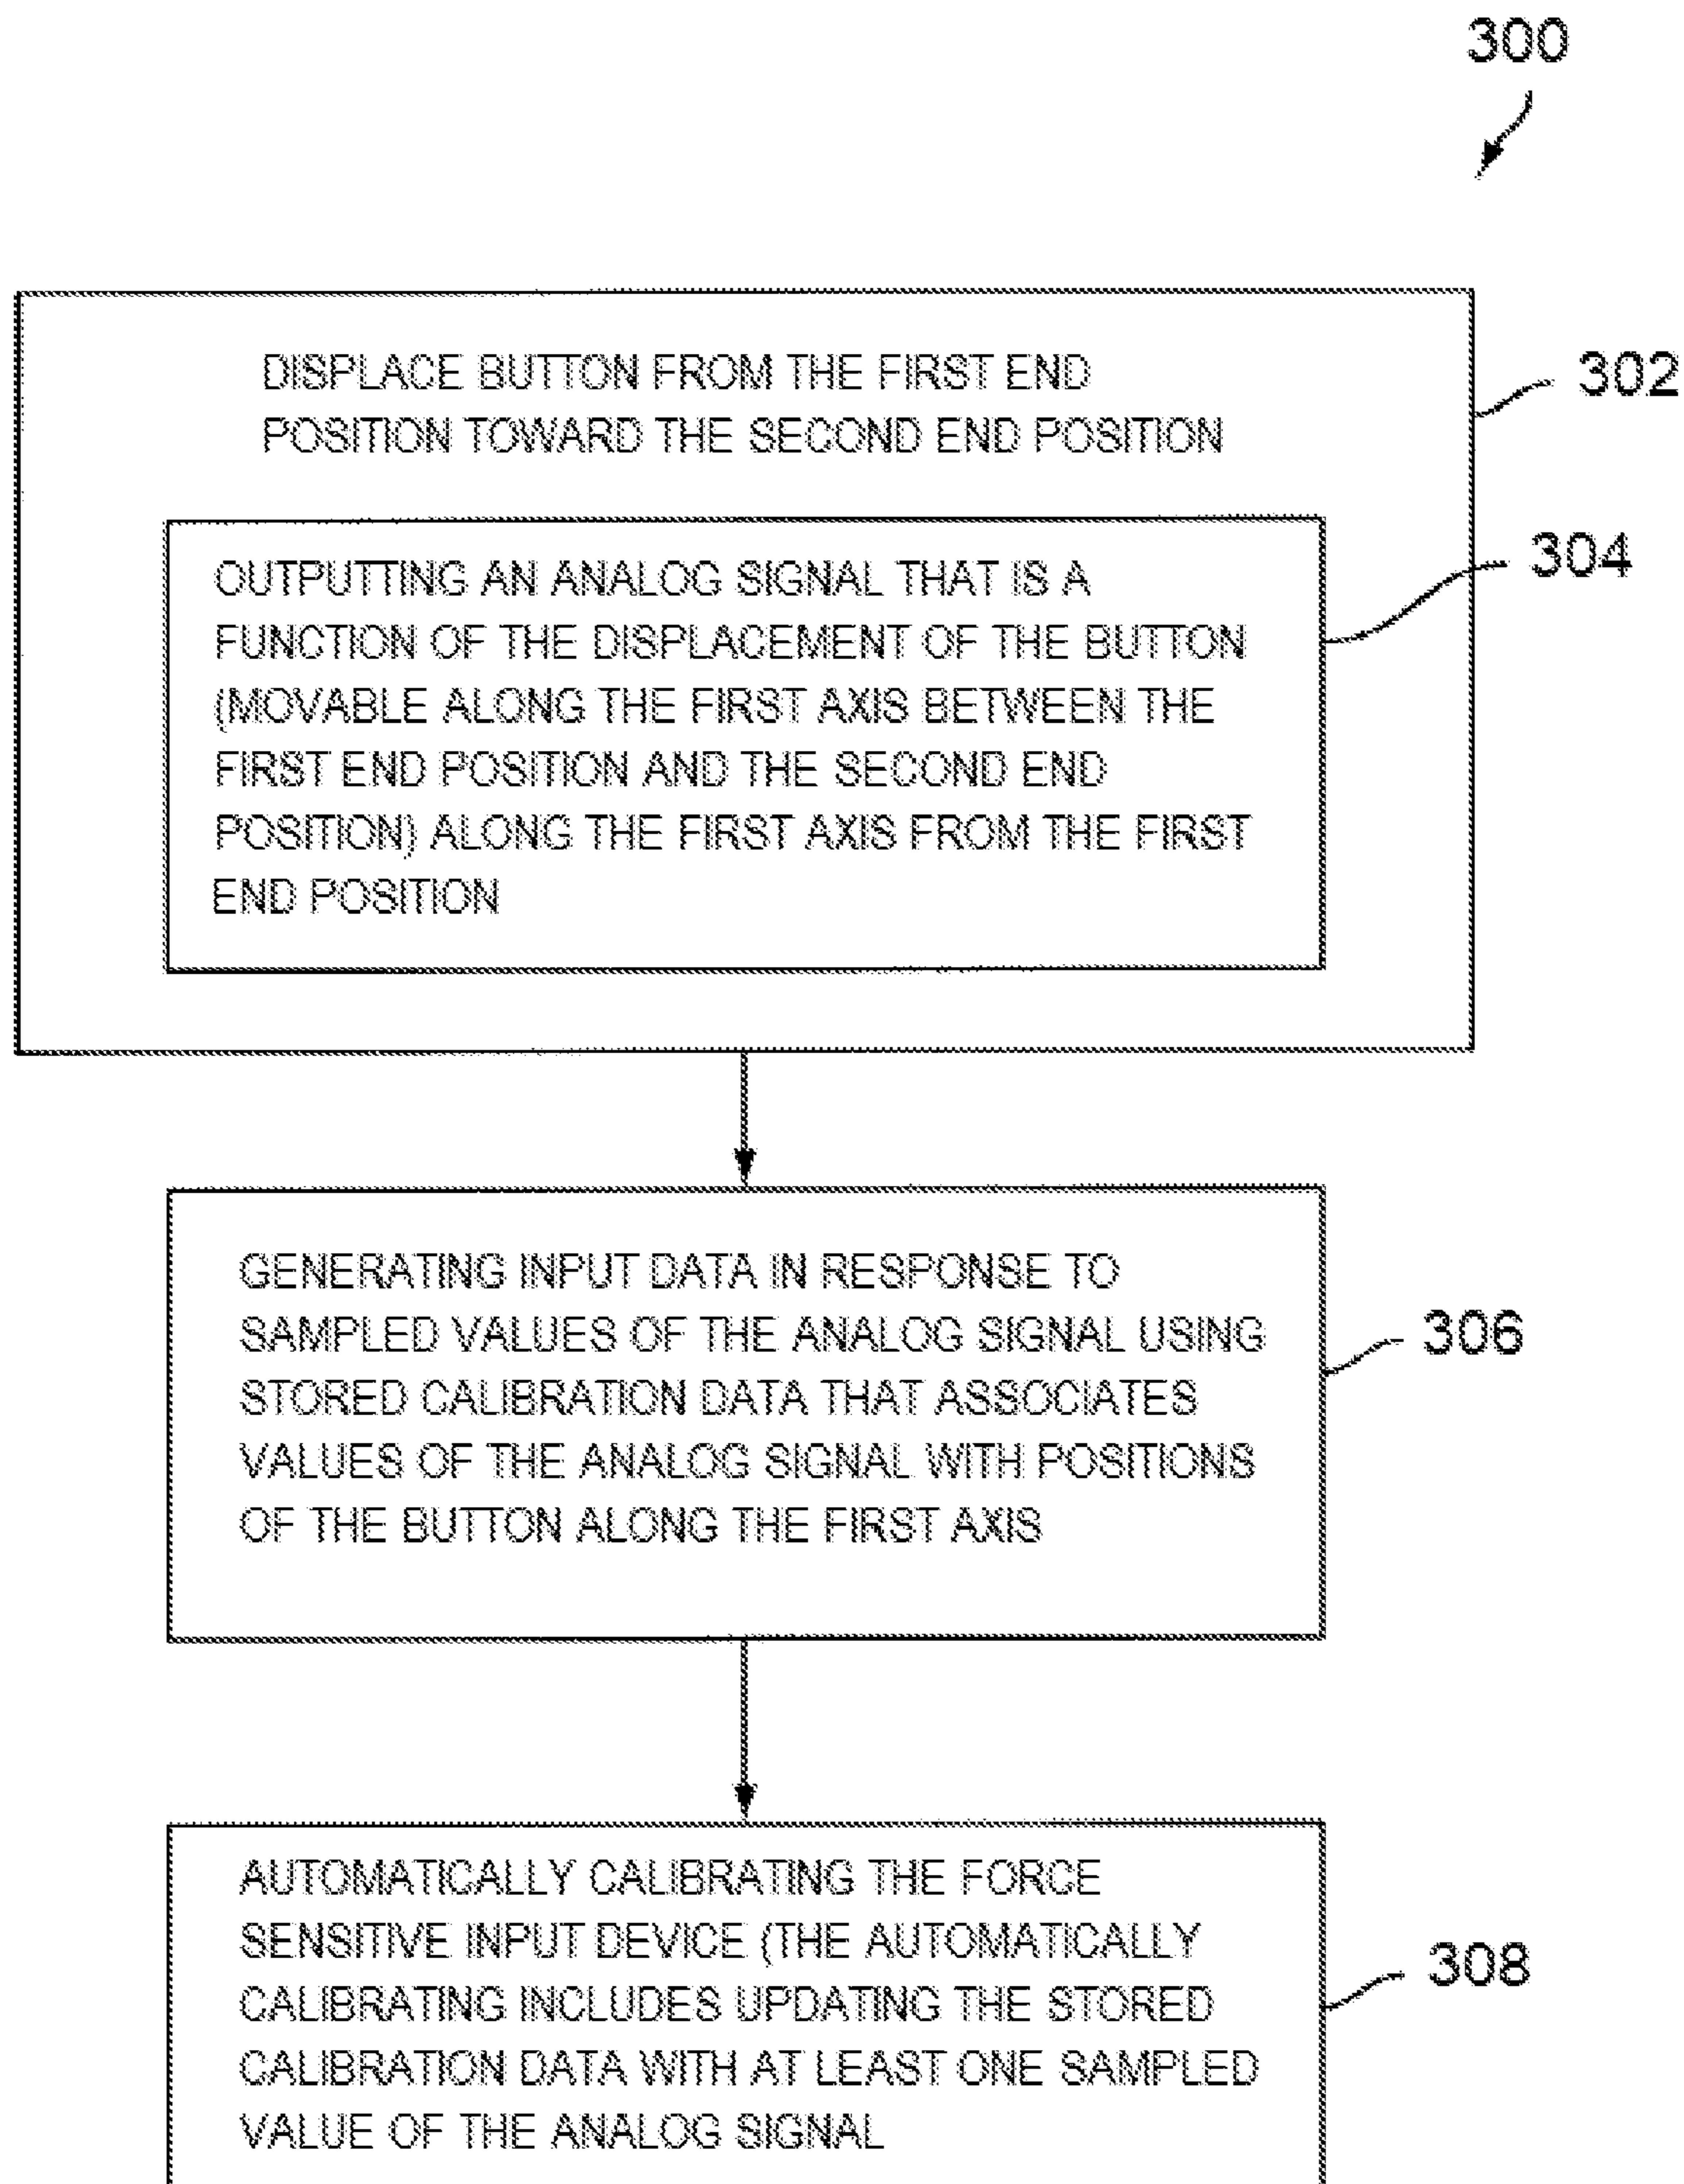 300
DISPLACE BUTTON FROM THE FIRST END
POSITION TOWARD THE SECOND END POSITION
302
OUTPUTTING AN ANALOG SIGNAL THAT IS A
FUNCTION OF THE DISPLACEMENT OF THE BUTTON
(MOVABLE ALONG THE FIRST AXIS BETWEEN THE
FIRST END POSITION AND THE SECOND END
POSITION) ALONG THE FIRST AXIS FROM THE FIRST
END POSITION
304
GENERATING INPUT DATA IN RESPONSE TO
SAMPLED VALUES OF THE ANALOG SIGNAL USING
STORED CALIBRATION DATA THAT ASSOCIATES
VALUES OF THE ANALOG SIGNAL WITH POSITIONS
OF THE BUTTON ALONG THE FIRST AXIS
306
AUTOMATICALLY CALIBRATING THE FORCE
SENSITIVE INPUT DEVICE (THE AUTOMATICALLY
CALIBRATING INCLUDES UPDATING THE STORED
CALIBRATION DATA WITH AT LEAST ONE SAMPLED
VALUE OF THE ANALOG SIGNAL
308